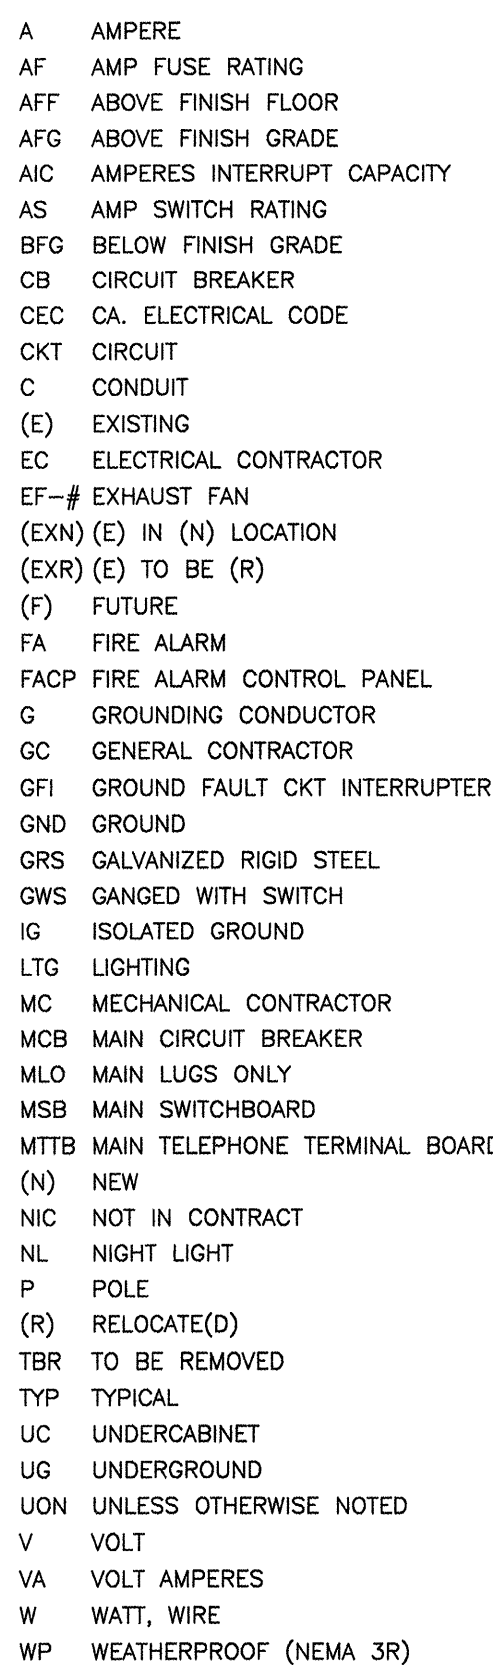 A AMPERE
AF AMP FUSE RATING
AFF ABOVE FINISH FLOOR
AFG ABOVE FINISH GRADE
AIC AMPERES INTERRUPT CAPACITY
AS AMP SWITCH RATING
BFG BELOW FINISH GRADE
CB CIRCUIT BREAKER
CEC CA. ELECTRICAL CODE
CKT CIRCUIT
C CONDUIT
(E) EXISTING
EC ELECTRICAL CONTRACTOR
EF-# EXHAUST FAN
(EXN) (E) IN (N) LOCATION
(EXR) (E) TO BE (R)
(F) FUTURE
FA FIRE ALARM
FACP FIRE ALARM CONTROL PANEL
G GROUNDING CONDUCTOR
GC GENERAL CONTRACTOR
GFI GROUND FAULT CKT INTERRUPTER
GND GROUND
GRS GALVANIZED RIGID STEEL
GWS GANGED WITH SWITCH
IG ISOLATED GROUND
LTG LIGHTING
MC MECHANICAL CONTRACTOR
MCB MAIN CIRCUIT BREAKER
MLO MAIN LUGS ONLY
MSB MAIN SWITCHBOARD
MTTB MAIN TELEPHONE TERMINAL BOARD
(N) NEW
NIC NOT IN CONTRACT
NL NIGHT LIGHT
P POLE
(R) RELOCATE(D)
TBR TO BE REMOVED
TYP TYPICAL
UC UNDERCABINET
UG UNDERGROUND
UON UNLESS OTHERWISE NOTED
V VOLT
VA VOLT AMPERES
W WATT, WIRE
WP WEATHERPROOF (NEMA 3R)